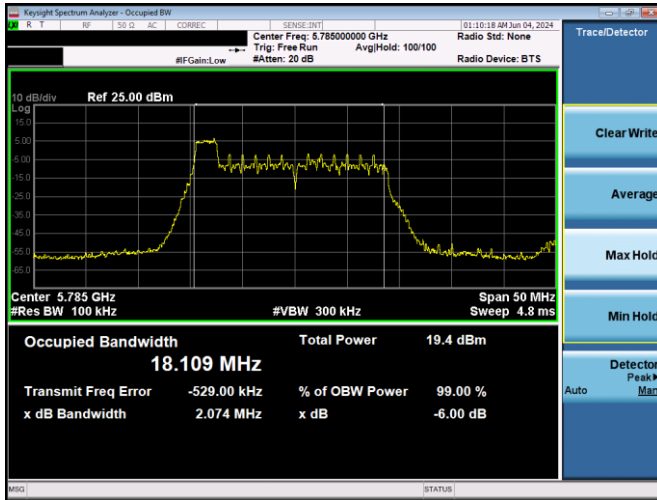 Keysight Spectrum Analyzer - Occupied BW
LXI R T RF 50 Ω AC CORREC SENSE:INT 01:10:18 AM Jun 04, 2024
Center Freq: 5.785000000 GHz Radio Std: None
Trig: Free Run Avg|Hold: 100/100
#IFGain:Low #Atten: 20 dB Radio Device: BTS
Trace/Detector
10 dB/div Ref 25.00 dBm
Log
15.0
5.00
-5.00
-15.0
-25.0
-35.0
-45.0
-55.0
-65.0
Center 5.785 GHz Span 50 MHz
#Res BW 100 kHz #VBW 300 kHz Sweep 4.8 ms
Occupied Bandwidth Total Power 19.4 dBm
18.109 MHz
Transmit Freq Error -529.00 kHz % of OBW Power 99.00 %
x dB Bandwidth 2.074 MHz x dB -6.00 dB
Clear Write
Average
Max Hold
Min Hold
Detector
Peak
Auto Man
MSG STATUS